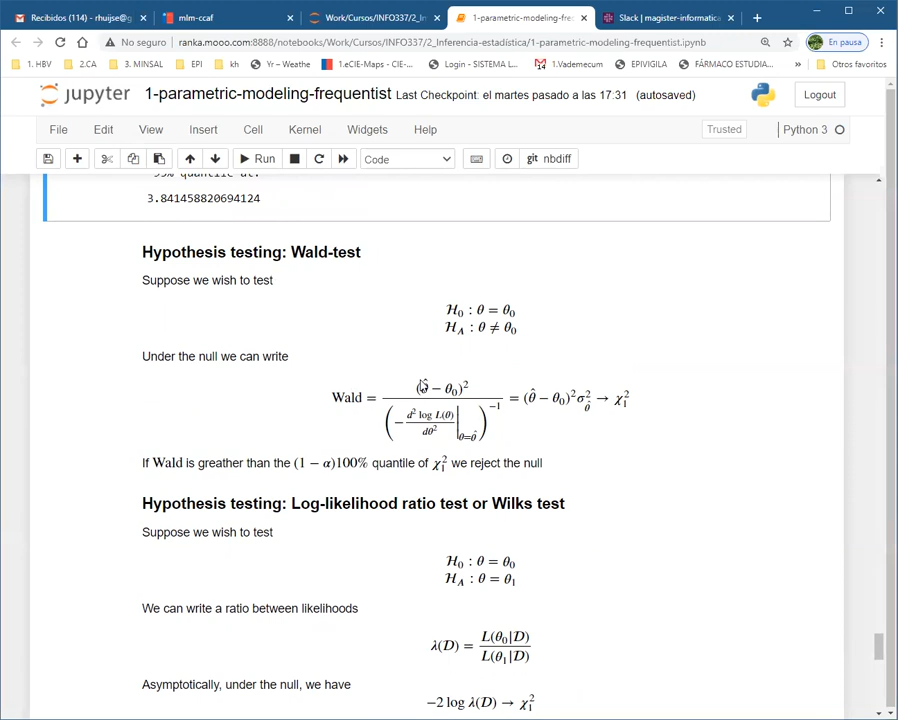 Recibidos (114) - rhuijse@
mlm-ccaf
Work/Cursos/INFO337/2_In
1-parametric-modeling-fre
Slack | magister-informatica
No seguro
ranka.mooo.com:8888/notebooks/Work/Cursos/INFO337/2_Inferencia-estadística/1-parametric-modeling-frequentist.ipynb
En pausa
1. HBV
2.CA
3. MINSAL
EPI
kh
Yr – Weathe
1.eCIE-Maps - CIE-...
Login - SISTEMA L...
1.Vademecum
EPIVIGILA
FÁRMACO ESTUDIA...
»
Otros favoritos
jupyter
1-parametric-modeling-frequentist
Last Checkpoint: el martes pasado a las 17:31
(autosaved)
Logout
File
Edit
View
Insert
Cell
Kernel
Widgets
Help
Trusted
Python 3
Run
Code
git nbdiff
95% quantile at:
3.841458820694124
Hypothesis testing: Wald-test
Suppose we wish to test
ℋ₀ : θ = θ₀
ℋ_A : θ ≠ θ₀
Under the null we can write
Wald = (θ̂ − θ₀)² / (−d² log L(θ)/dθ² |θ=θ̂)⁻¹ = (θ̂ − θ₀)²σ²_θ̂ → χ₁²
If Wald is greather than the (1 − α)100% quantile of χ₁² we reject the null
Hypothesis testing: Log-likelihood ratio test or Wilks test
Suppose we wish to test
ℋ₀ : θ = θ₀
ℋ_A : θ = θ₁
We can write a ratio between likelihoods
λ(D) = L(θ₀|D) / L(θ₁|D)
Asymptotically, under the null, we have
−2 log λ(D) → χ₁²